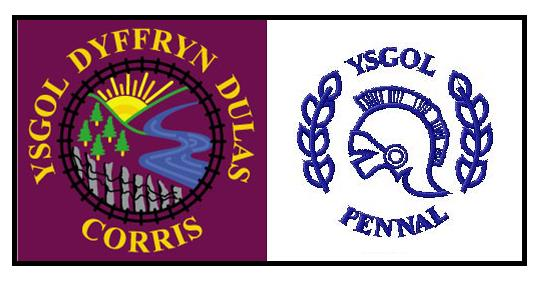 YSGOL DYFFRYN DULAS
CORRIS
YSGOL
PENNAL